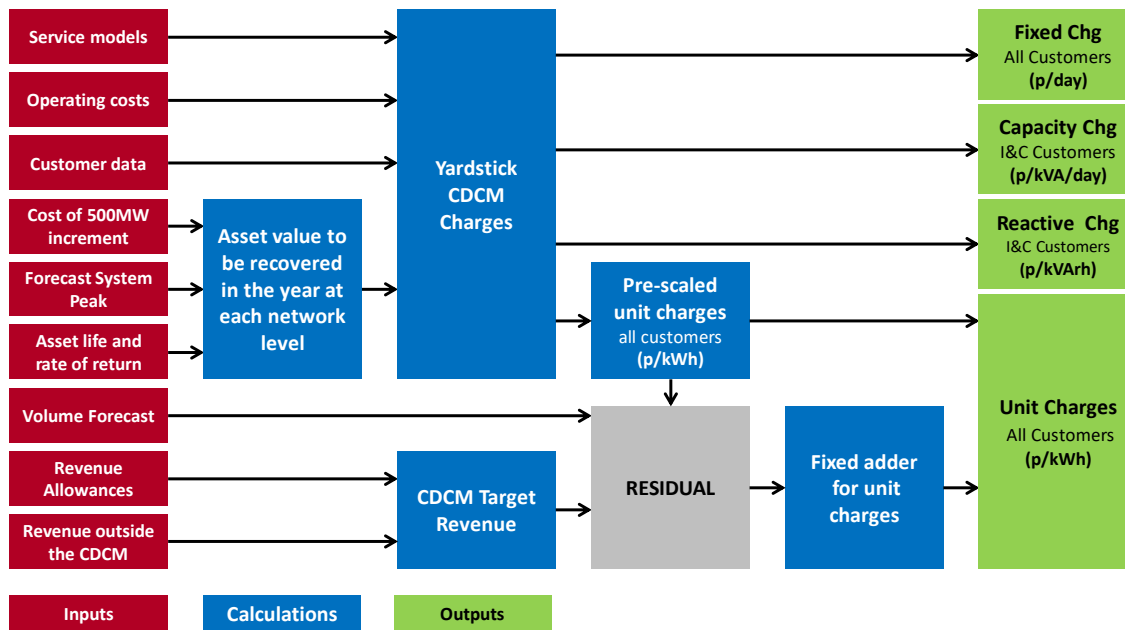 Service models
Operating costs
Customer data
Cost of 500MW
increment
Forecast System
Peak
Asset life and
rate of return
Volume Forecast
Revenue
Allowances
Revenue outside
the CDCM
Asset value to
be recovered
in the year at
each network
level
Yardstick
CDCM
Charges
CDCM Target
Revenue
Pre-scaled
unit charges
all customers
(p/kWh)
RESIDUAL
Fixed adder
for unit
charges
Fixed Chg
All Customers
(p/day)
Capacity Chg
I&C Customers
(p/kVA/day)
Reactive Chg
I&C Customers
(p/kVArh)
Unit Charges
All Customers
(p/kWh)
Inputs
Calculations
Outputs